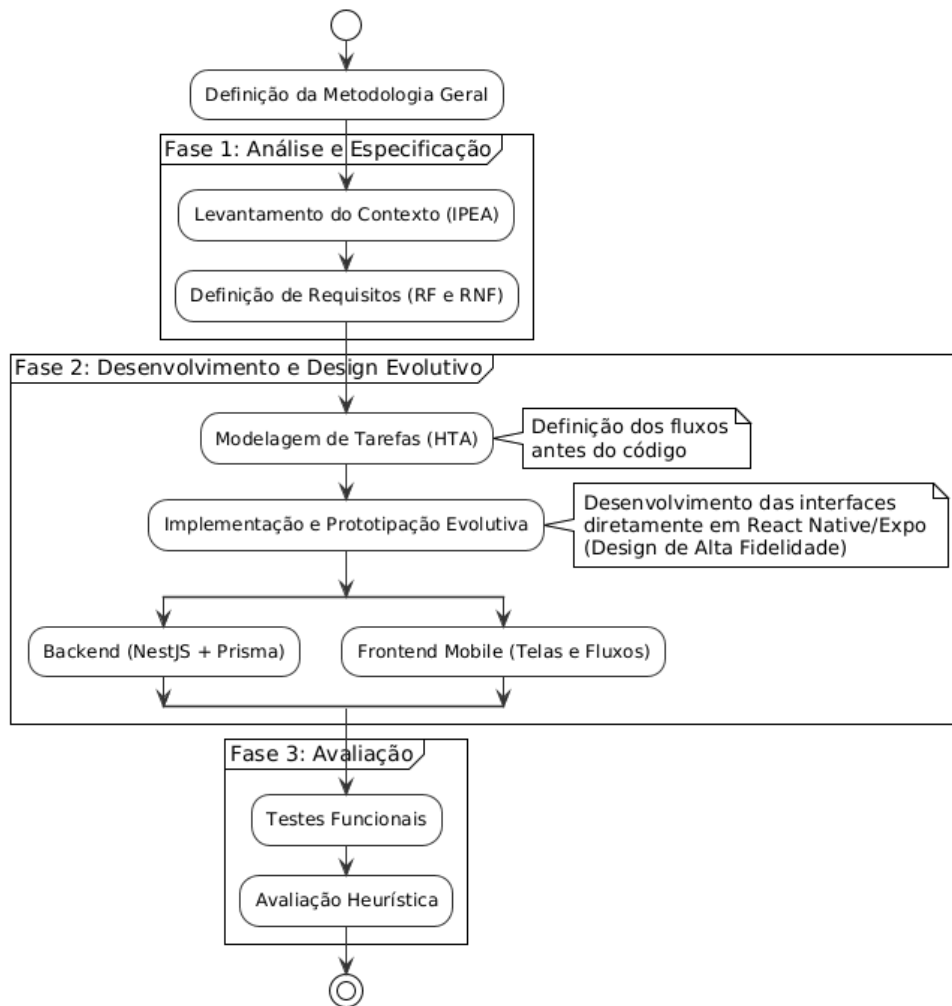 Definição da Metodologia Geral
Fase 1: Análise e Especificação
Levantamento do Contexto (IPEA)
Definição de Requisitos (RF e RNF)
Fase 2: Desenvolvimento e Design Evolutivo
Modelagem de Tarefas (HTA)
Definição dos fluxos
antes do código
Implementação e Prototipação Evolutiva
Desenvolvimento das interfaces
diretamente em React Native/Expo
(Design de Alta Fidelidade)
Backend (NestJS + Prisma)
Frontend Mobile (Telas e Fluxos)
Fase 3: Avaliação
Testes Funcionais
Avaliação Heurística